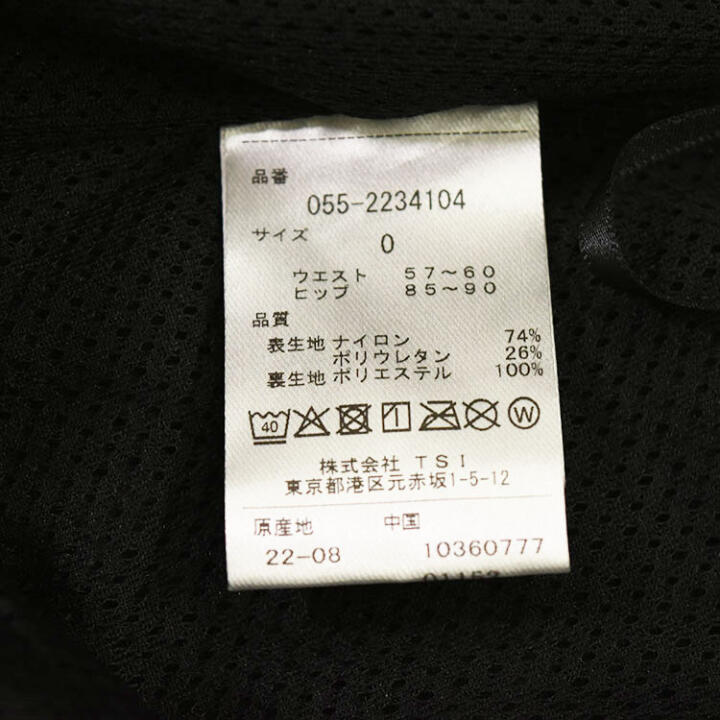 品番
055-2234104
サイズ
0
ウエスト 57〜60
ヒップ 85〜90
品質
表生地 ナイロン 74%
ポリウレタン 26%
裏生地 ポリエステル 100%
40 W
株式会社 TSI
東京都港区元赤坂1-5-12
原産地 中国
22-08 10360777